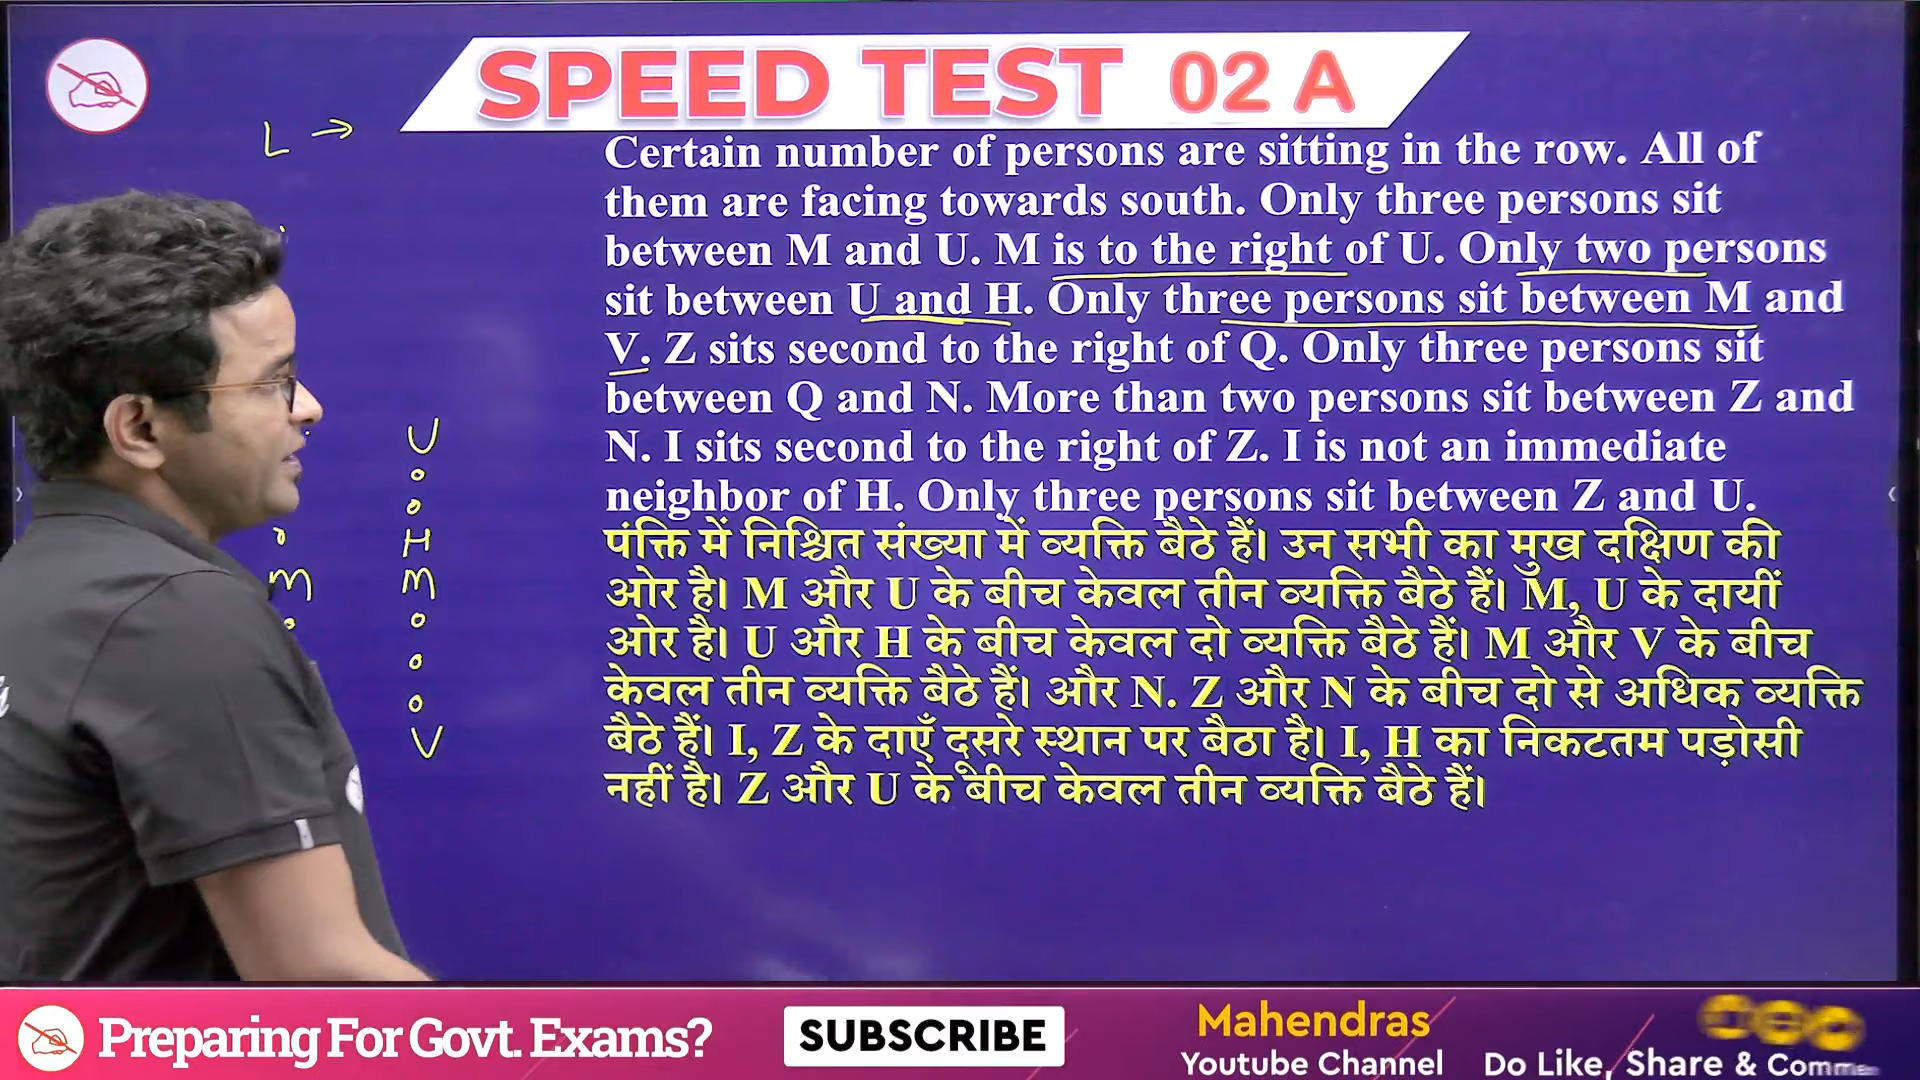 SPEED TEST 02 A
L →
Certain number of persons are sitting in the row. All of
them are facing towards south. Only three persons sit
between M and U. M is to the right of U. Only two persons
sit between U and H. Only three persons sit between M and
V. Z sits second to the right of Q. Only three persons sit
between Q and N. More than two persons sit between Z and
N. I sits second to the right of Z. I is not an immediate
neighbor of H. Only three persons sit between Z and U.
पंक्ति में निश्चित संख्या में व्यक्ति बैठे हैं। उन सभी का मुख दक्षिण की
ओर है। M और U के बीच केवल तीन व्यक्ति बैठे हैं। M, U के दायीं
ओर है। U और H के बीच केवल दो व्यक्ति बैठे हैं। M और V के बीच
केवल तीन व्यक्ति बैठे हैं। और N. Z और N के बीच दो से अधिक व्यक्ति
बैठे हैं। I, Z के दाएँ दूसरे स्थान पर बैठा है। I, H का निकटतम पड़ोसी
नहीं है। Z और U के बीच केवल तीन व्यक्ति बैठे हैं।
M
U
H
M
V
Preparing For Govt. Exams?
SUBSCRIBE
Mahendras
Youtube Channel
Do Like, Share &